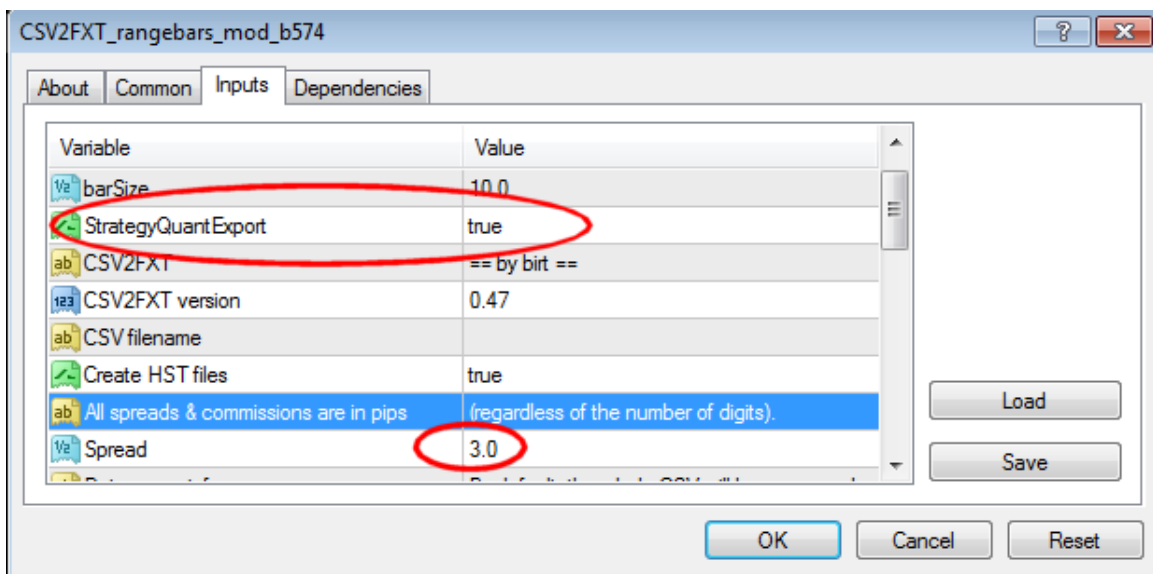 CSV2FXT_rangebars_mod_b574
About Common Inputs Dependencies
Variable Value
barSize 10.0
StrategyQuantExport true
CSV2FXT == by birt ==
CSV2FXT version 0.47
CSV filename
Create HST files true
All spreads & commissions are in pips (regardless of the number of digits).
Spread 3.0
Load
Save
OK Cancel Reset